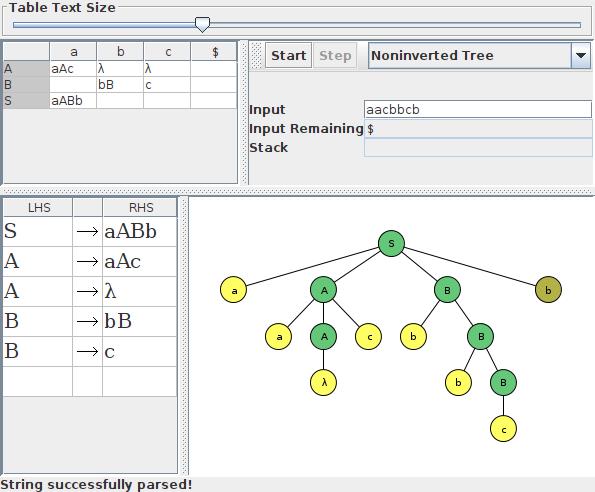 Table Text Size
a b c $
A aAc λ λ
B bB c
S aABb
Start Step Noninverted Tree
Input aacbbcb
Input Remaining $
Stack
LHS RHS
S → aABb
A → aAc
A → λ
B → bB
B → c
S
a A B b
a A c b B
λ b B
c
String successfully parsed!